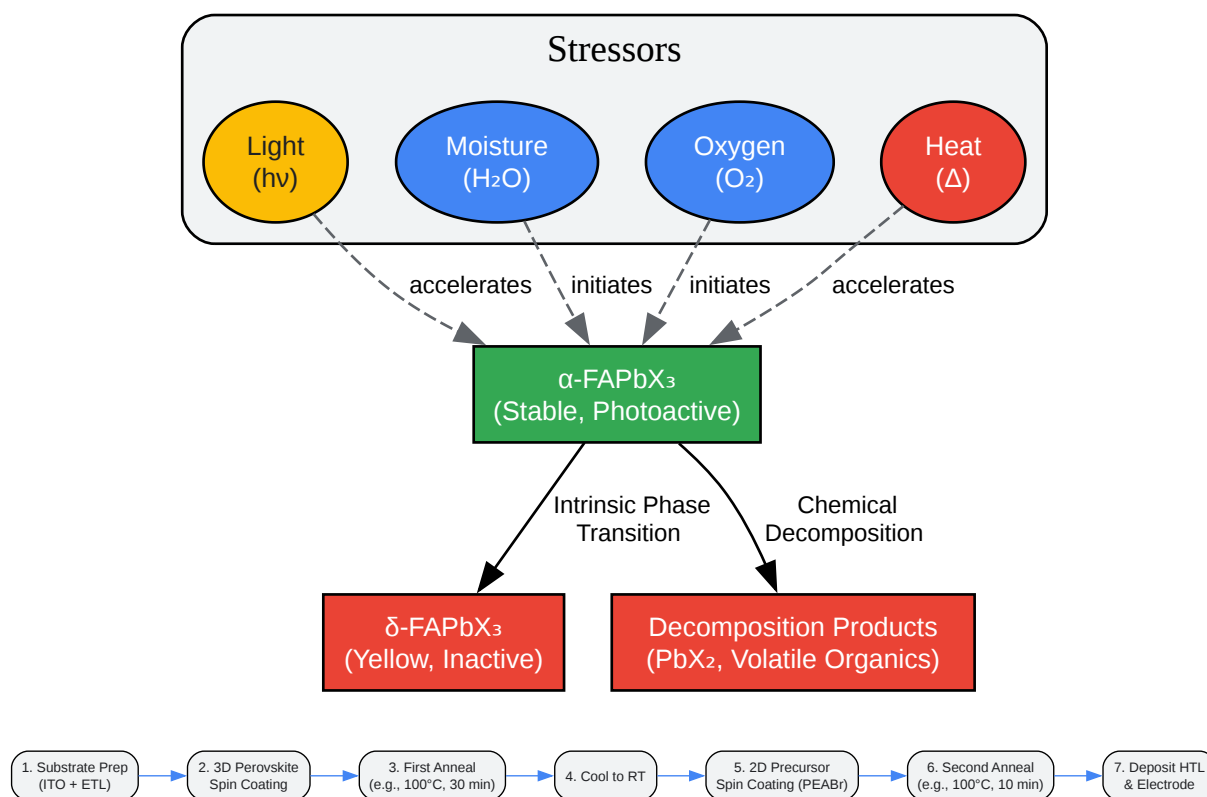 Stressors
Light
(hν)
Moisture
(H₂O)
Oxygen
(O₂)
Heat
(Δ)
accelerates
initiates
initiates
accelerates
α-FAPbX₃
(Stable, Photoactive)
Intrinsic Phase
Transition
Chemical
Decomposition
δ-FAPbX₃
(Yellow, Inactive)
Decomposition Products
(PbX₂, Volatile Organics)
1. Substrate Prep
(ITO + ETL)
2. 3D Perovskite
Spin Coating
3. First Anneal
(e.g., 100°C, 30 min)
4. Cool to RT
5. 2D Precursor
Spin Coating (PEABr)
6. Second Anneal
(e.g., 100°C, 10 min)
7. Deposit HTL
& Electrode